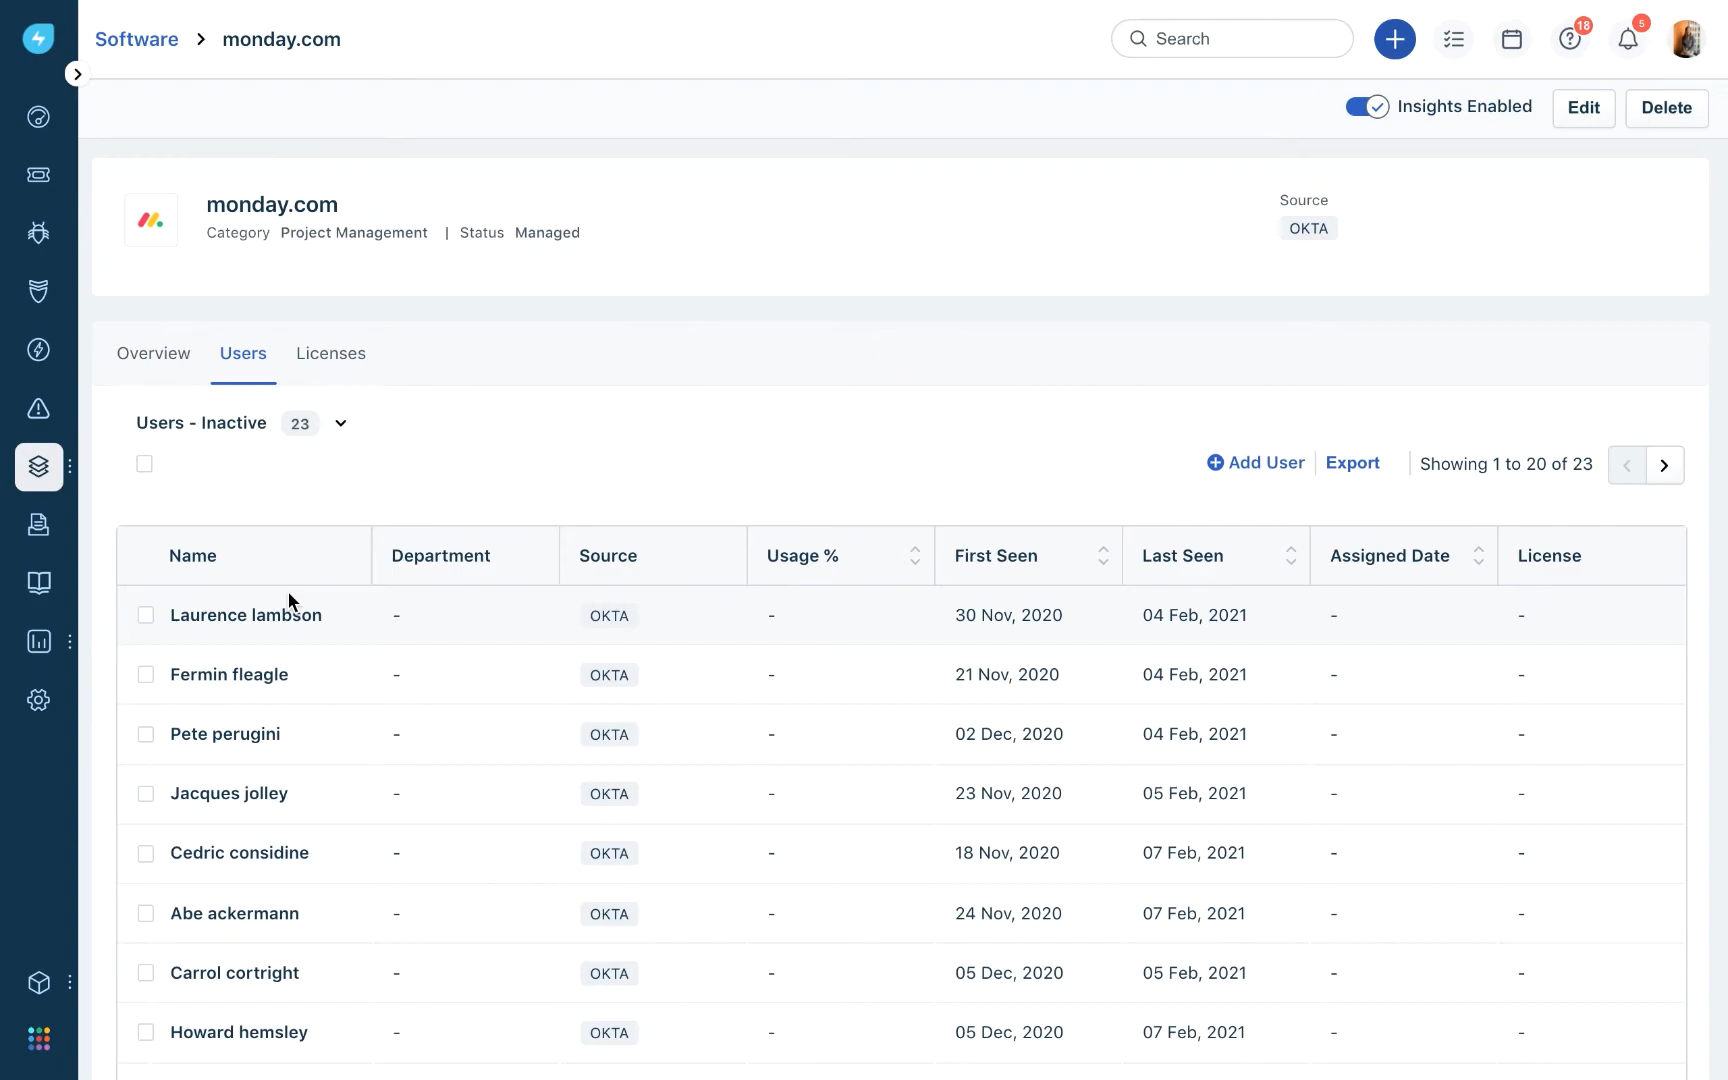 Software > monday.com
Search
18
5
Insights Enabled
Edit
Delete
monday.com
Category Project Management | Status Managed
Source
OKTA
Overview
Users
Licenses
Users - Inactive 23
Add User
Export
Showing 1 to 20 of 23
Name Department Source Usage % First Seen Last Seen Assigned Date License
Laurence lambson - OKTA - 30 Nov, 2020 04 Feb, 2021 - -
Fermin fleagle - OKTA - 21 Nov, 2020 04 Feb, 2021 - -
Pete perugini - OKTA - 02 Dec, 2020 04 Feb, 2021 - -
Jacques jolley - OKTA - 23 Nov, 2020 05 Feb, 2021 - -
Cedric considine - OKTA - 18 Nov, 2020 07 Feb, 2021 - -
Abe ackermann - OKTA - 24 Nov, 2020 07 Feb, 2021 - -
Carrol cortright - OKTA - 05 Dec, 2020 05 Feb, 2021 - -
Howard hemsley - OKTA - 05 Dec, 2020 07 Feb, 2021 - -